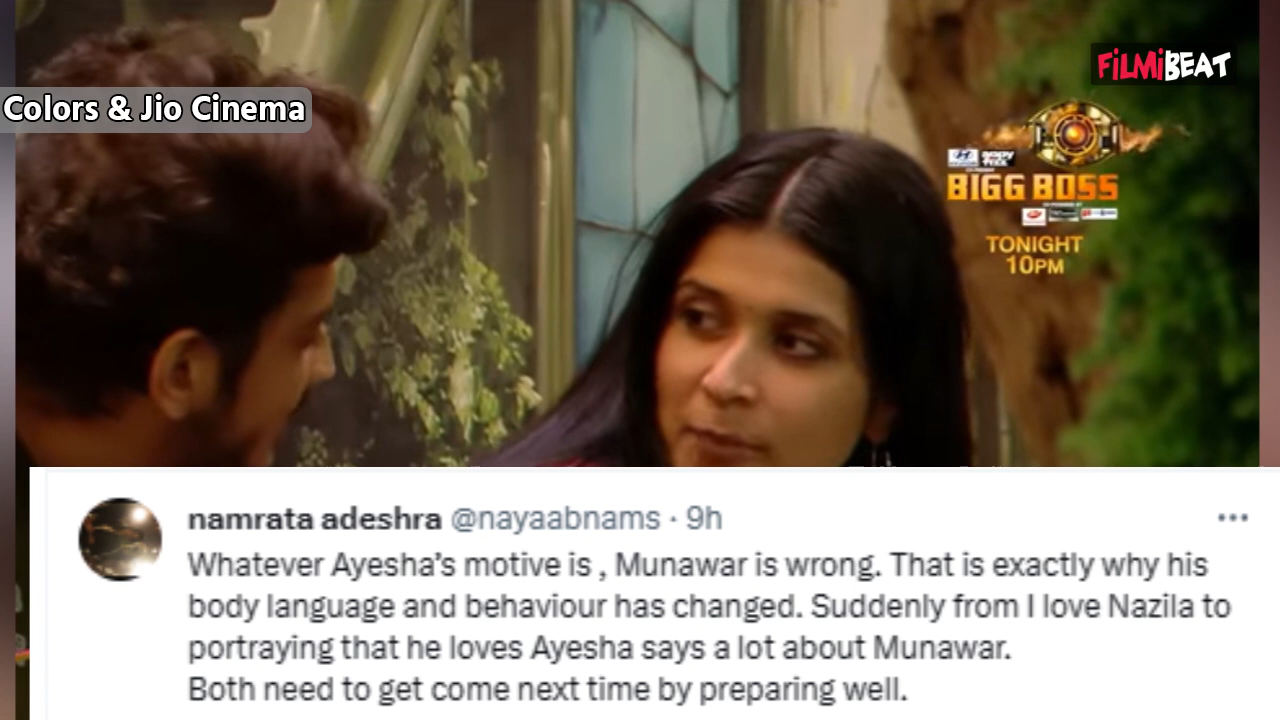 FiLMiBEAT
Colors & Jio Cinema
BIGG BOSS
TONIGHT
10PM
namrata adeshra @nayaabnams · 9h
Whatever Ayesha’s motive is , Munawar is wrong. That is exactly why his
body language and behaviour has changed. Suddenly from I love Nazila to
portraying that he loves Ayesha says a lot about Munawar.
Both need to get come next time by preparing well.